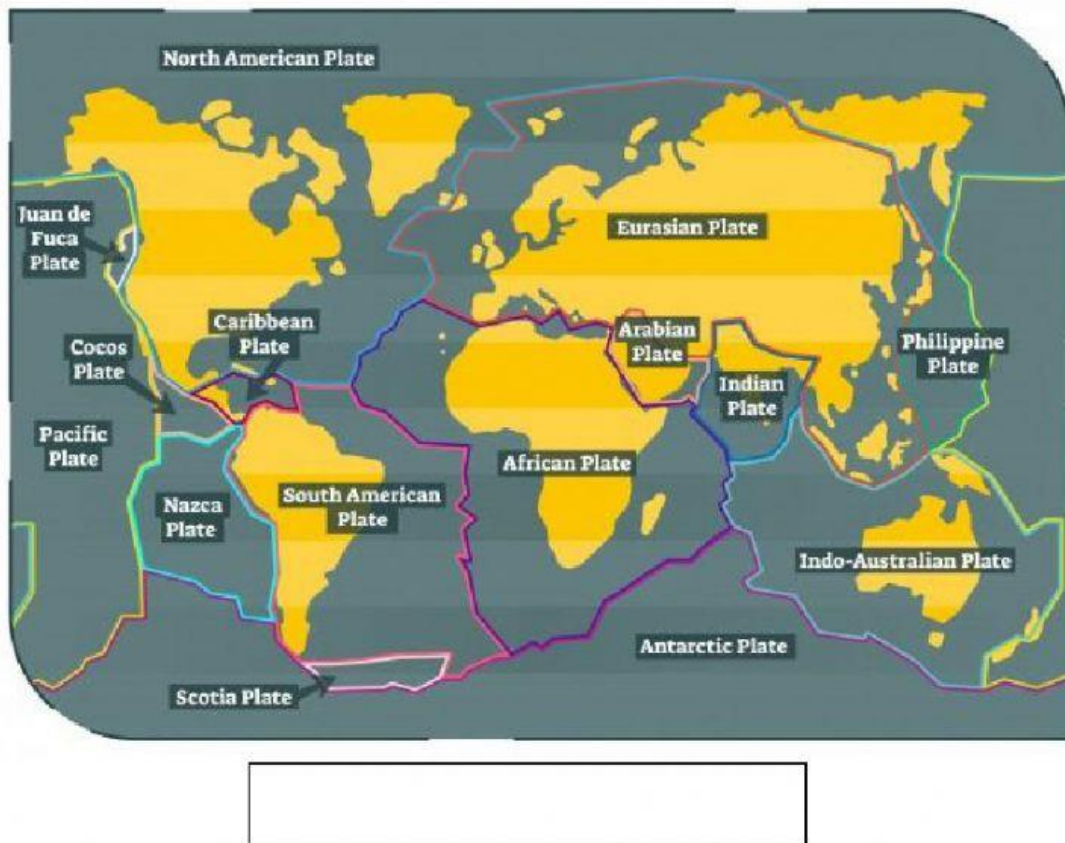 North American Plate
Juan de
Fuca
Plate
Eurasian Plate
Caribbean
Plate
Arabian
Plate
Cocos
Plate
Philippine
Plate
Indian
Plate
Pacific
Plate
African Plate
Nazca
Plate
South American
Plate
Indo-Australian Plate
Antarctic Plate
Scotia Plate